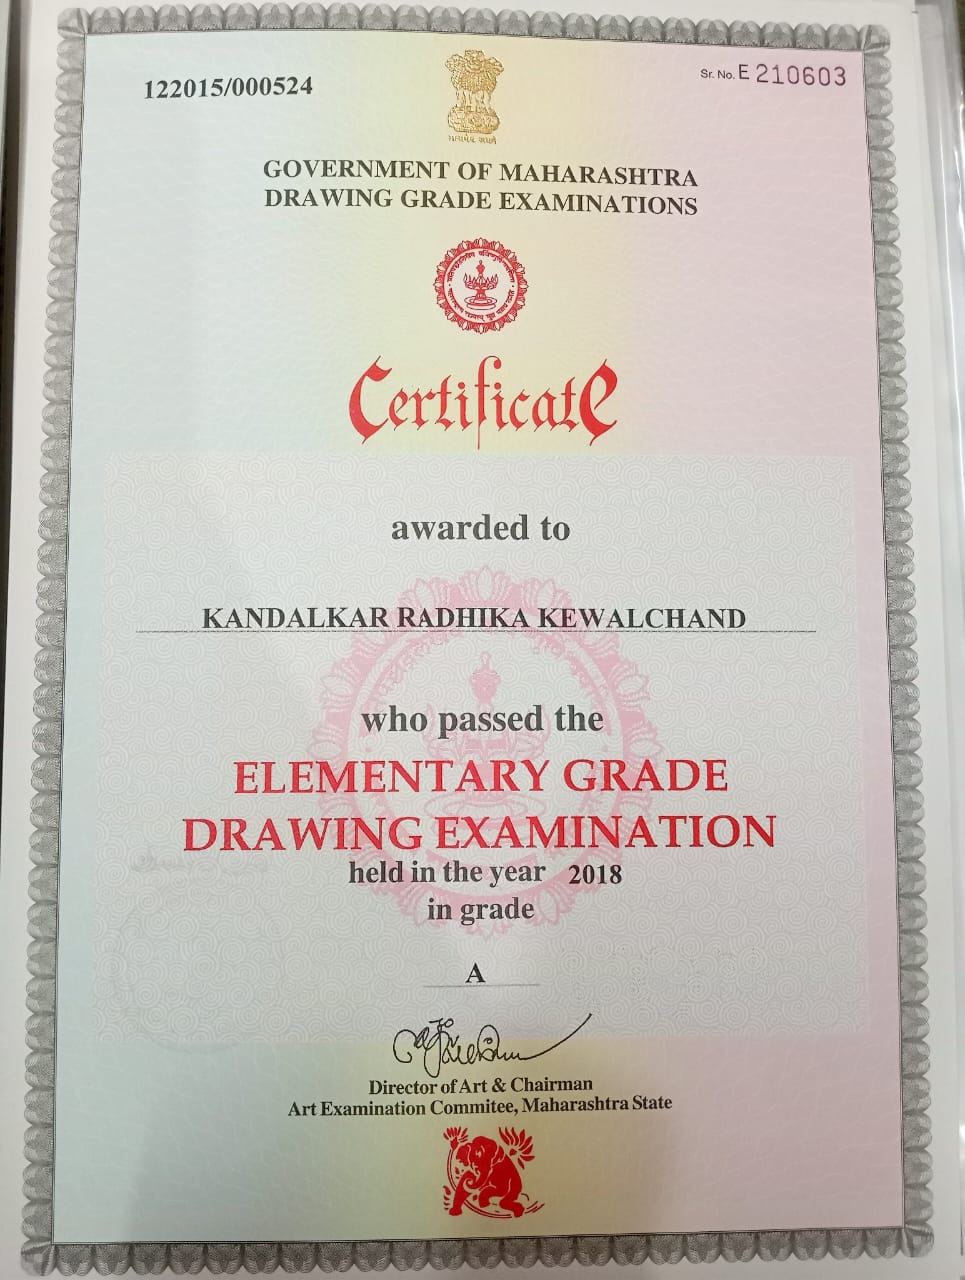 122015/000524
Sr. No. E 210603
सत्यमेव जयते
GOVERNMENT OF MAHARASHTRA
DRAWING GRADE EXAMINATIONS
Certificate
awarded to
KANDALKAR RADHIKA KEWALCHAND
who passed the
ELEMENTARY GRADE
DRAWING EXAMINATION
held in the year 2018
in grade
A
Director of Art & Chairman
Art Examination Commitee, Maharashtra State